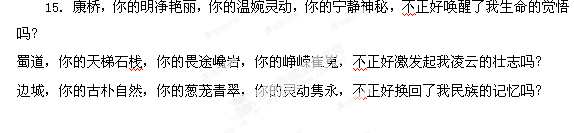 15．康桥，你的明净艳丽，你的温婉灵动，你的宁静神秘，不正好唤醒了我生命的觉悟
吗？
蜀道，你的天梯石栈，你的畏途巉岩，你的峥嵘崔嵬，不正好激发起我凌云的壮志吗？
边城，你的古朴自然，你的葱茏青翠，你的灵动隽永，不正好换回了我民族的记忆吗？